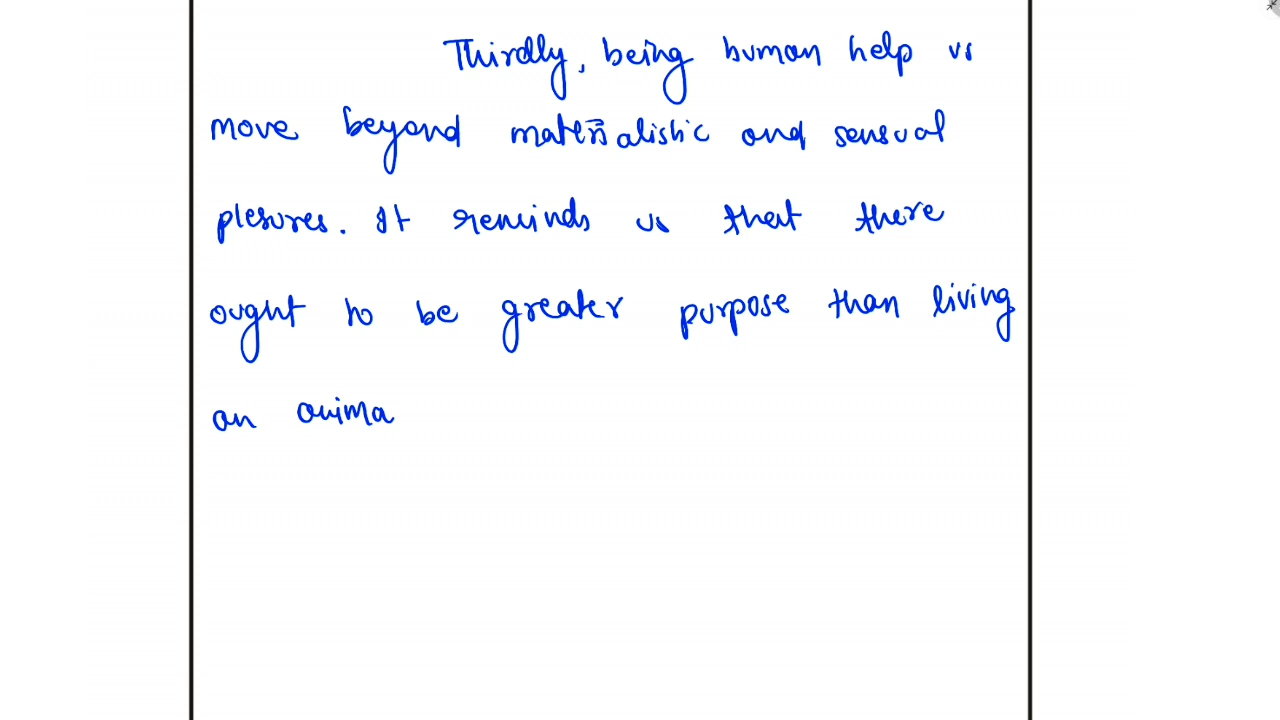 Thirdly, being human help us
move beyond materialistic and sensual
plesures. It reminds us that there
ought to be greater purpose than living
an anima